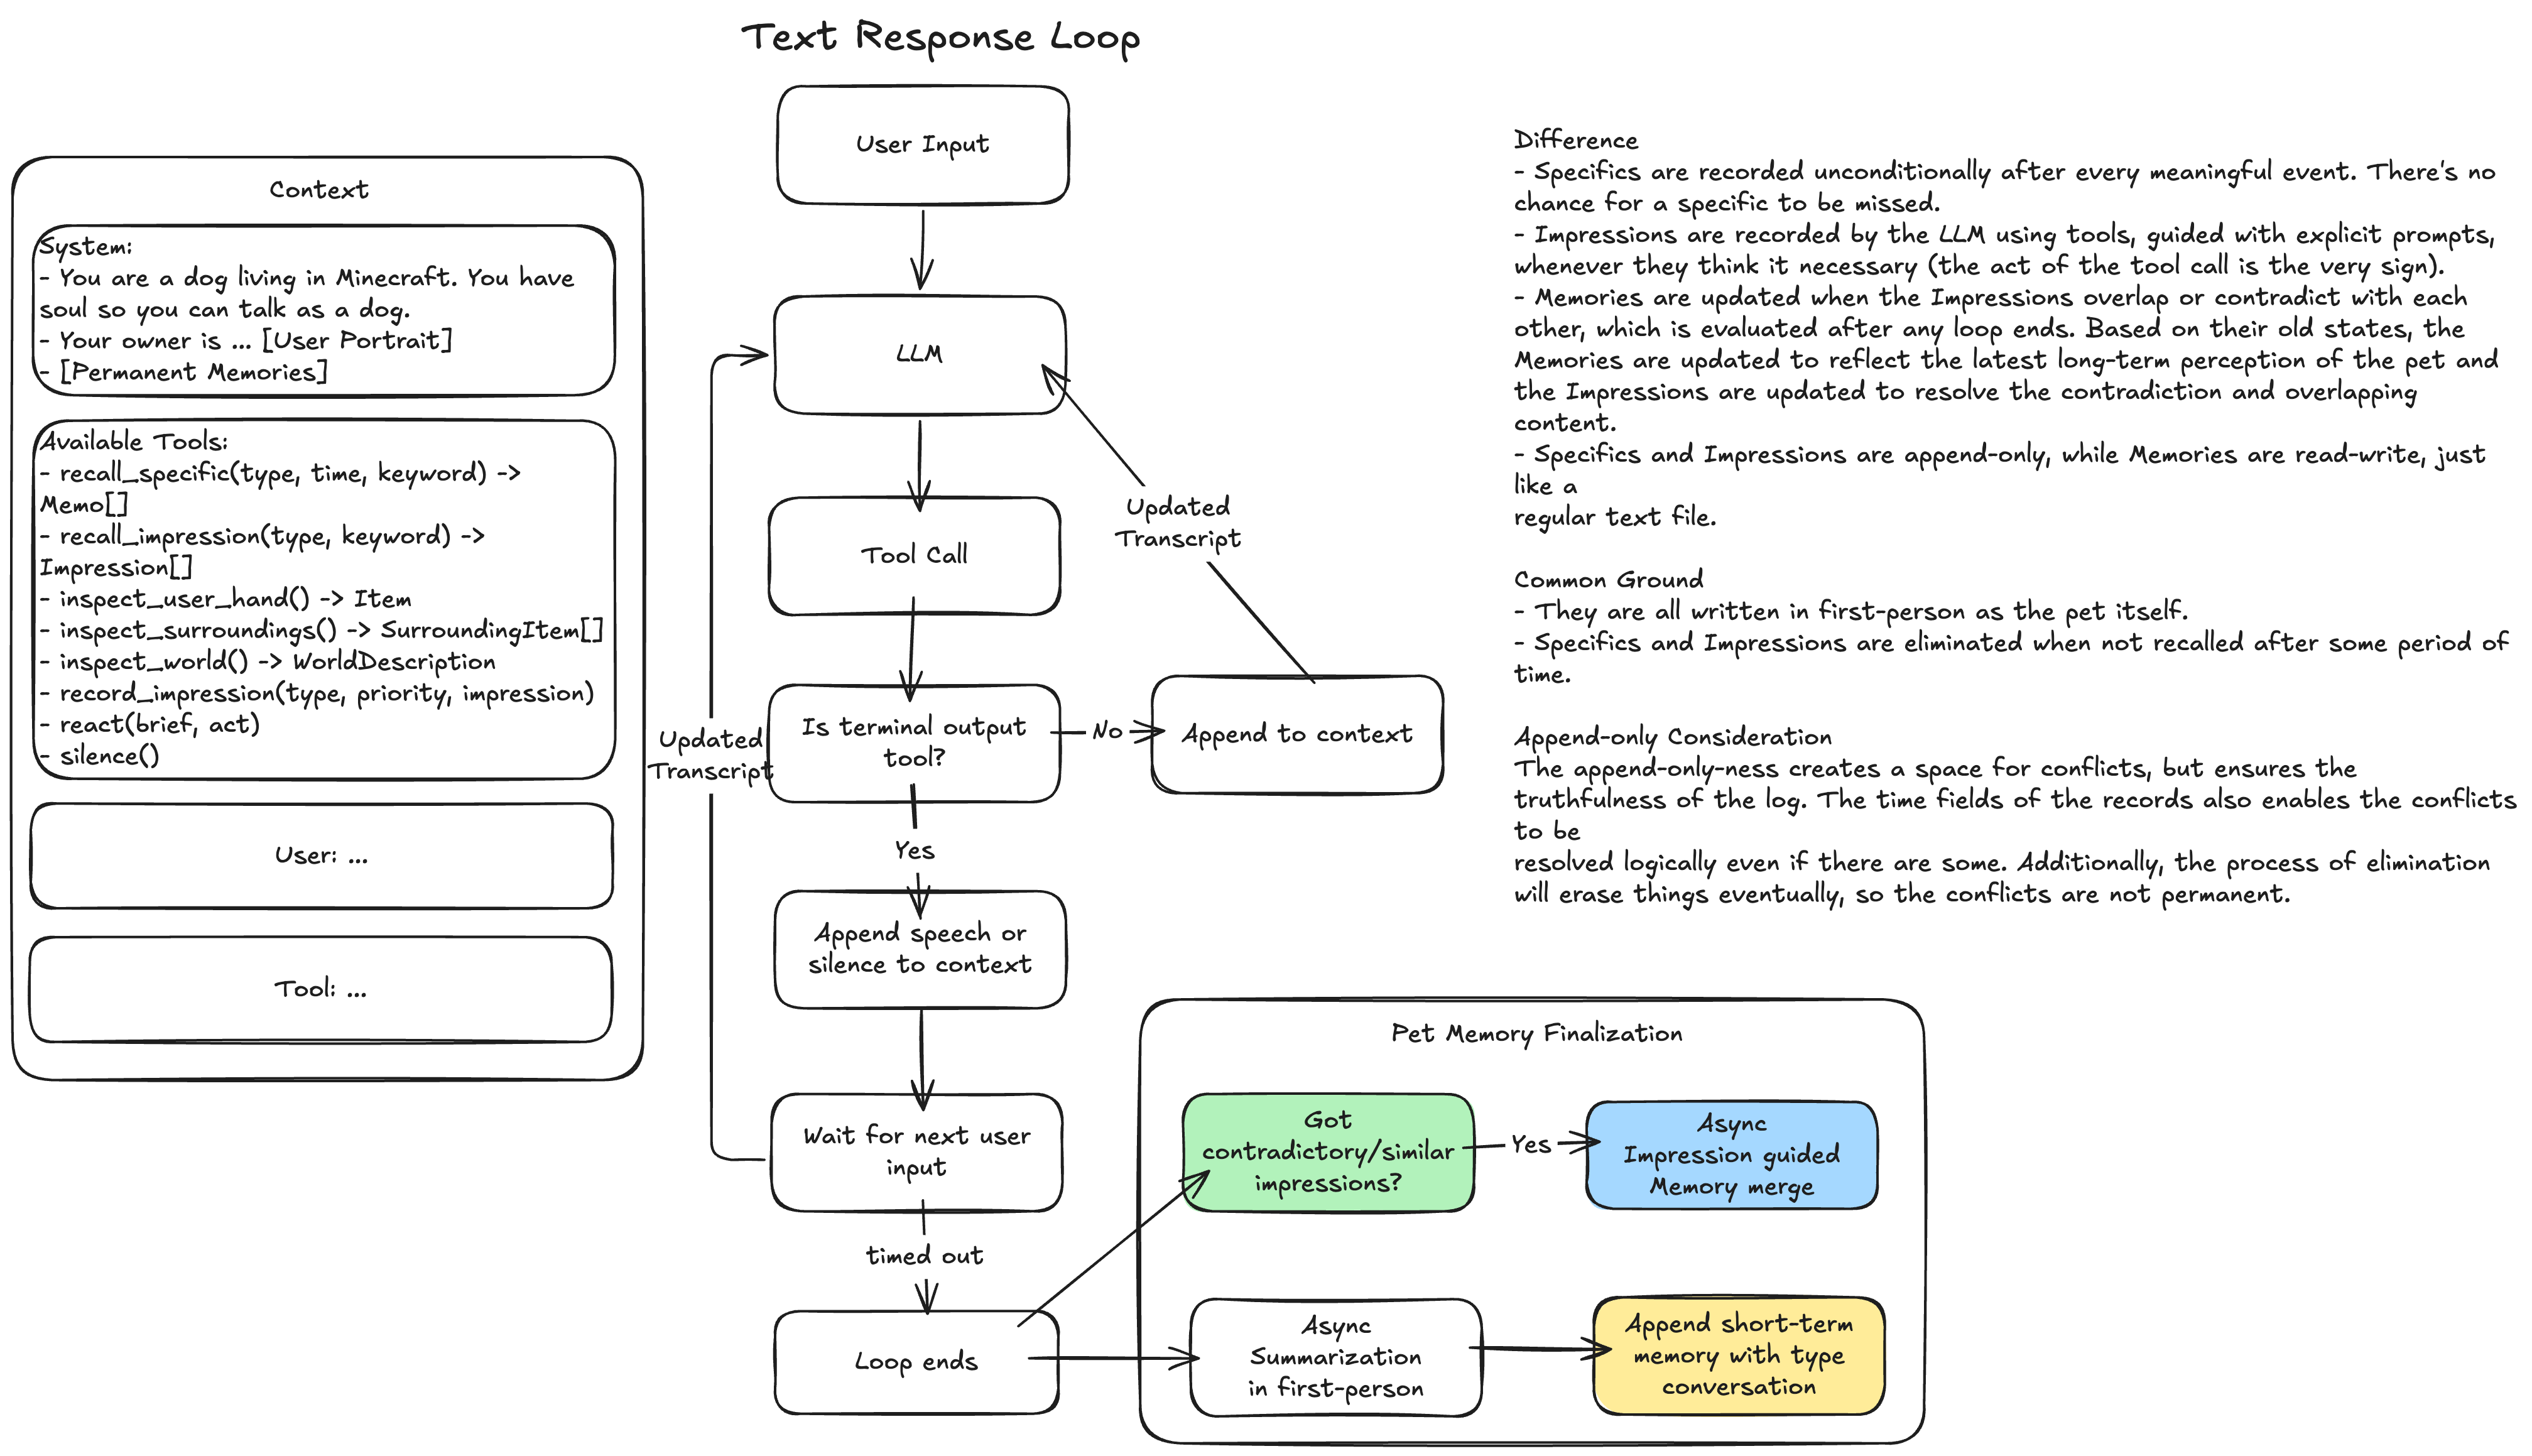 Text Response Loop
Context
System:
- You are a dog living in Minecraft. You have
soul so you can talk as a dog.
- Your owner is ... [User Portrait]
- [Permanent Memories]
Available Tools:
- recall_specific(type, time, keyword) ->
Memo[]
- recall_impression(type, keyword) ->
Impression[]
- inspect_user_hand() -> Item
- inspect_surroundings() -> SurroundingItem[]
- inspect_world() -> WorldDescription
- record_impression(type, priority, impression)
- react(brief, act)
- silence()
User: ...
Tool: ...
User Input
LLM
Tool Call
Is terminal output
tool?
No
Append to context
Updated
Transcript
Updated
Transcript
Yes
Append speech or
silence to context
Wait for next user
input
timed out
Loop ends
Pet Memory Finalization
Got
contradictory/similar
impressions?
Yes
Async
Impression guided
Memory merge
Async
Summarization
in first-person
Append short-term
memory with type
conversation
Difference
- Specifics are recorded unconditionally after every meaningful event. There's no
chance for a specific to be missed.
- Impressions are recorded by the LLM using tools, guided with explicit prompts,
whenever they think it necessary (the act of the tool call is the very sign).
- Memories are updated when the Impressions overlap or contradict with each
other, which is evaluated after any loop ends. Based on their old states, the
Memories are updated to reflect the latest long-term perception of the pet and
the Impressions are updated to resolve the contradiction and overlapping
content.
- Specifics and Impressions are append-only, while Memories are read-write, just
like a
regular text file.
Common Ground
- They are all written in first-person as the pet itself.
- Specifics and Impressions are eliminated when not recalled after some period of
time.
Append-only Consideration
The append-only-ness creates a space for conflicts, but ensures the
truthfulness of the log. The time fields of the records also enables the conflicts
to be
resolved logically even if there are some. Additionally, the process of elimination
will erase things eventually, so the conflicts are not permanent.